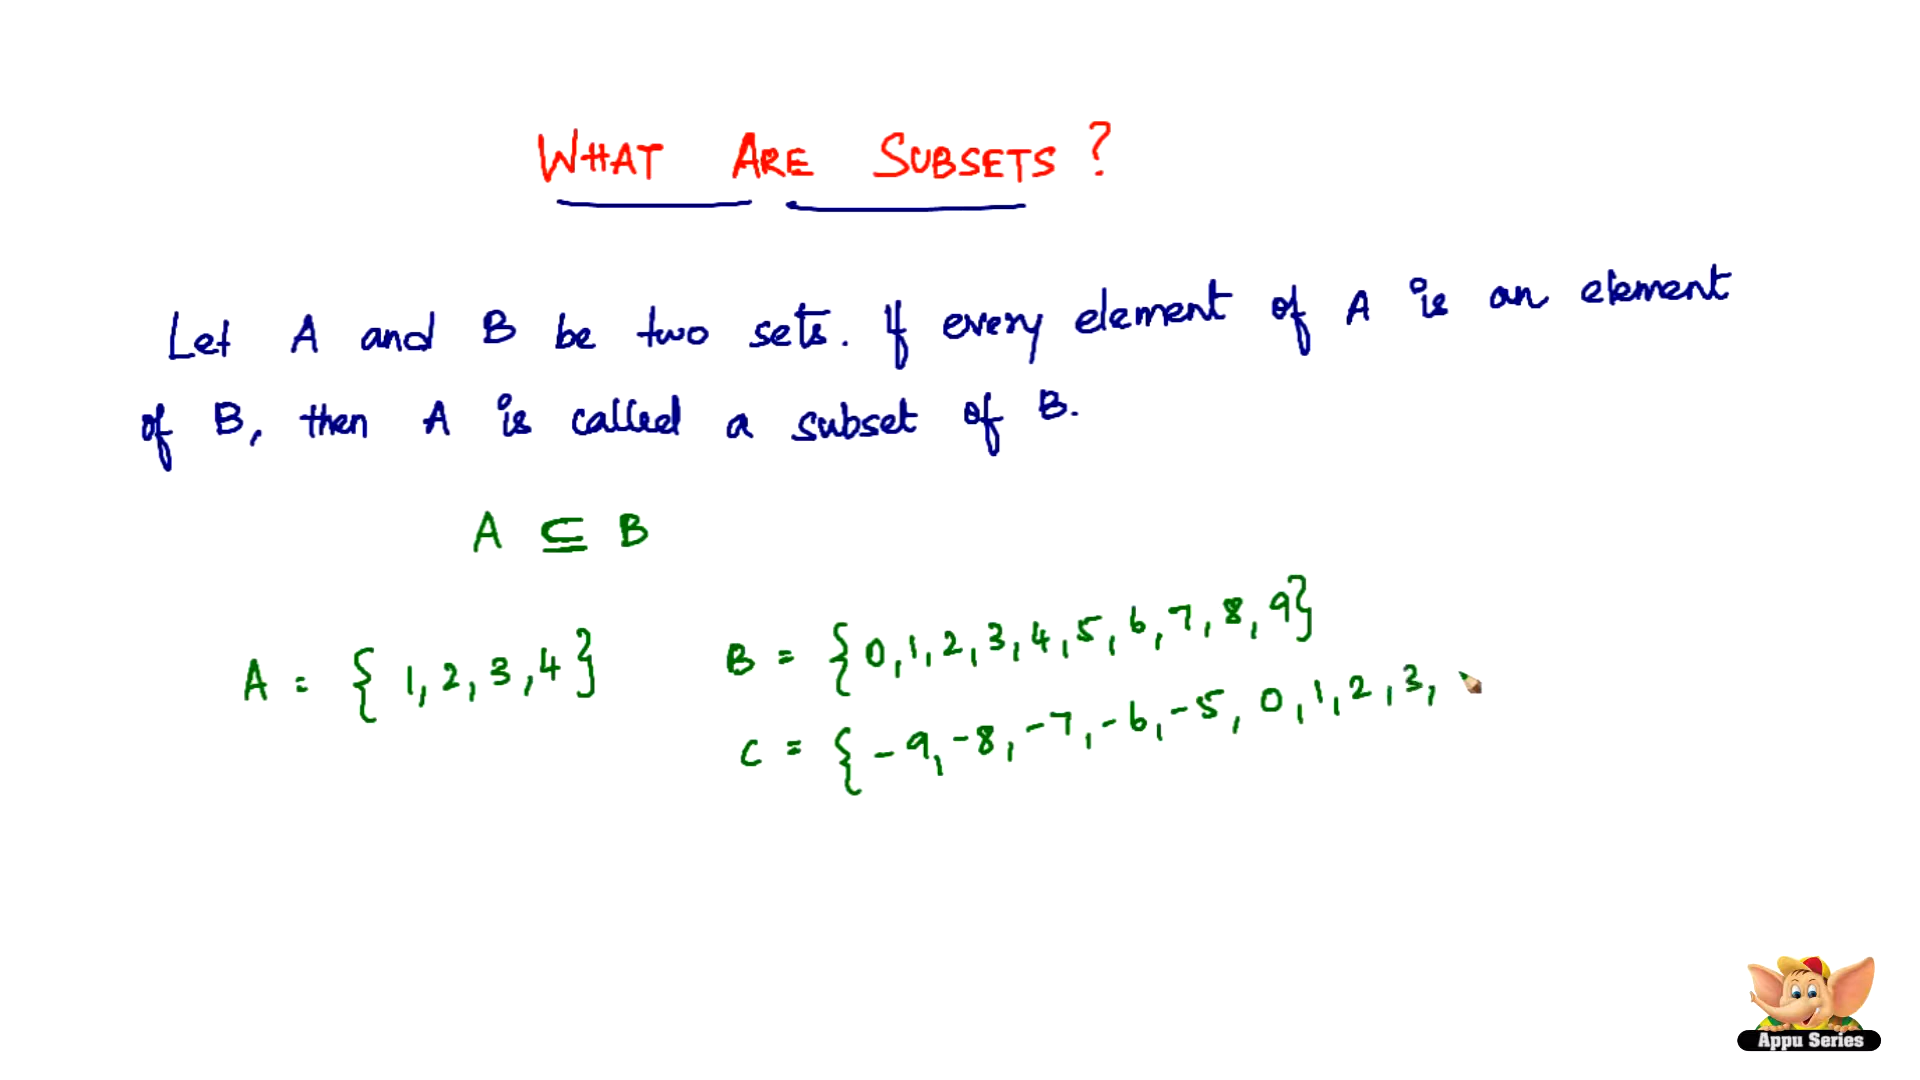 WHAT ARE SUBSETS?
Let A and B be two sets. If every element of A is an element
of B, then A is called a subset of B.
A ⊆ B
A = { 1, 2, 3, 4 }
B = { 0, 1, 2, 3, 4, 5, 6, 7, 8, 9}
C = { -9, -8, -7, -6, -5, 0, 1, 2, 3,
Appu Series